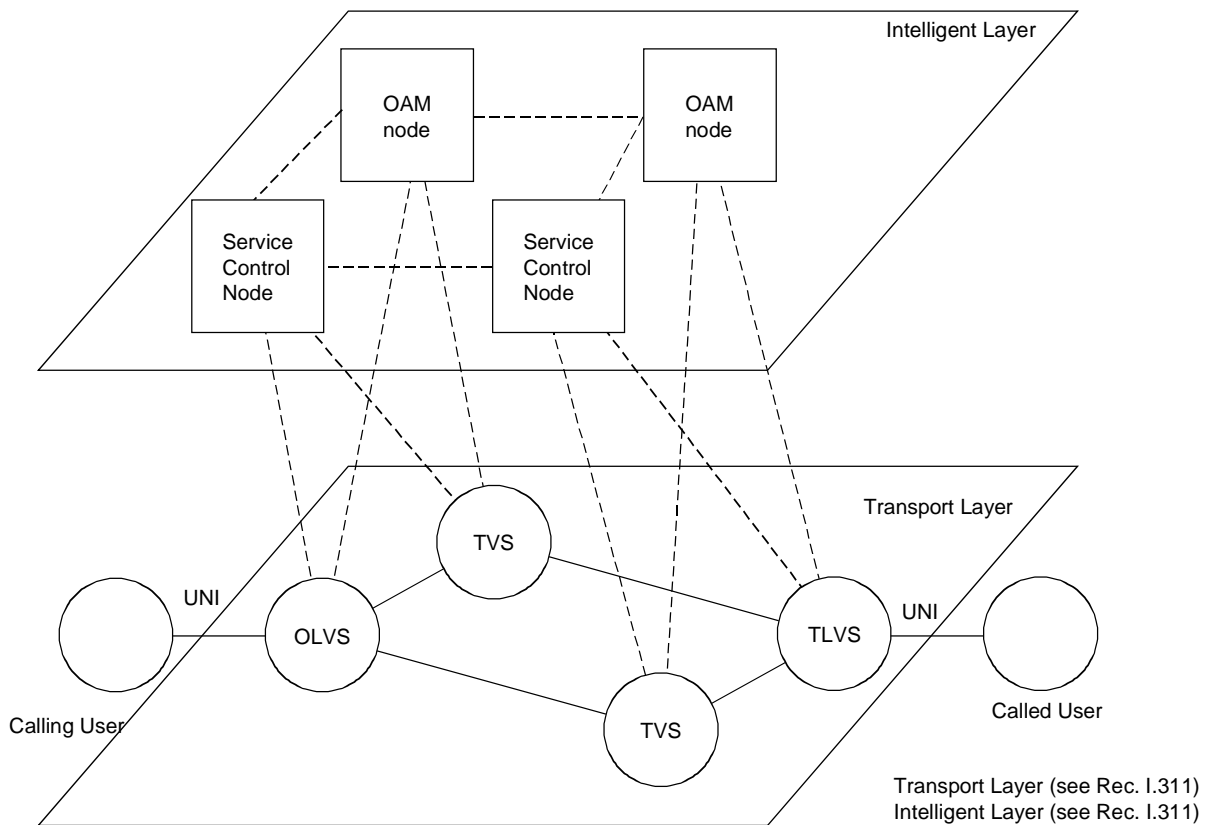 Intelligent Layer
OAM
node
OAM
node
Service
Control
Node
Service
Control
Node
Transport Layer
TVS
UNI
OLVS
TLVS
UNI
TVS
Calling User
Called User
Transport Layer (see Rec. I.311)
Intelligent Layer (see Rec. I.311)